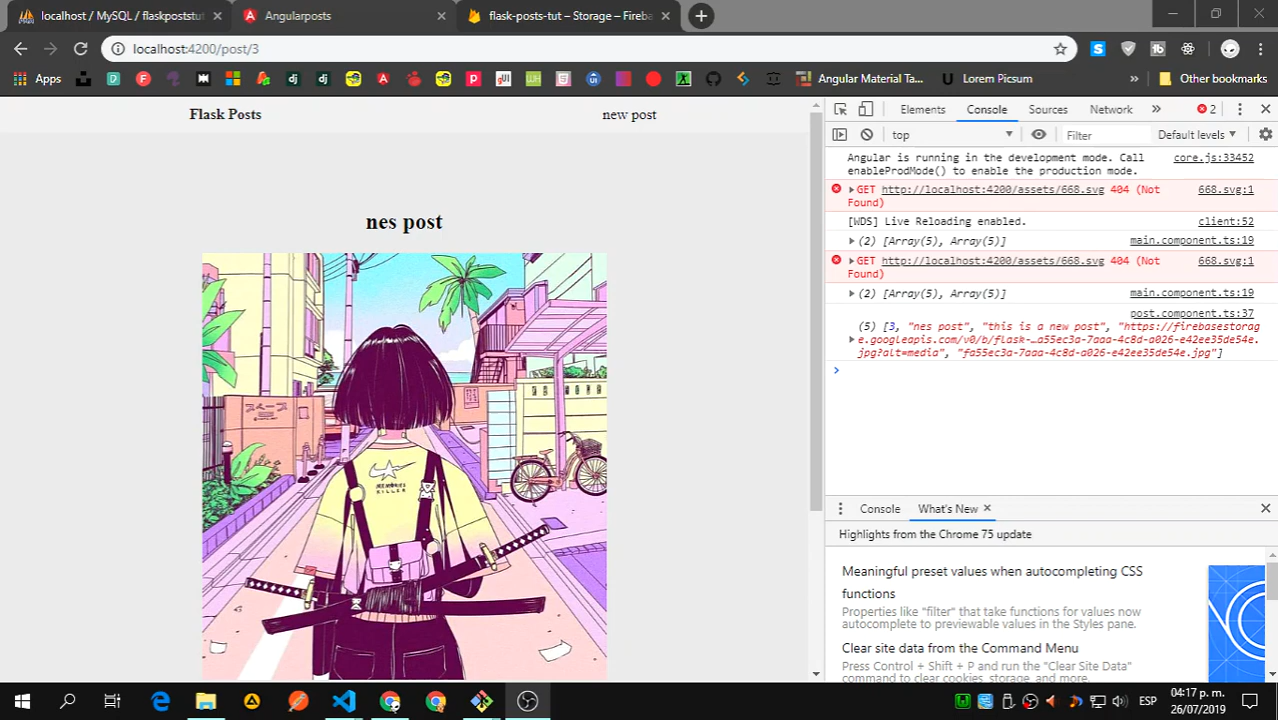 localhost / MySQL / flaskpoststut
Angularposts
flask-posts-tut – Storage – Fireba
localhost:4200/post/3
Apps
Angular Material Ta...
Lorem Picsum
Other bookmarks
Flask Posts
new post
nes post
スペース
MEMORIES
KILLER
Elements
Console
Sources
Network
2
top
Filter
Default levels
Angular is running in the development mode. Call core.js:33452
enableProdMode() to enable the production mode.
GET http://localhost:4200/assets/668.svg 404 (Not 668.svg:1
Found)
[WDS] Live Reloading enabled. client:52
(2) [Array(5), Array(5)] main.component.ts:19
GET http://localhost:4200/assets/668.svg 404 (Not 668.svg:1
Found)
(2) [Array(5), Array(5)] main.component.ts:19
post.component.ts:37
(5) [3, "nes post", "this is a new post", "https://firebasestorag
e.googleapis.com/v0/b/flask-…a55ec3a-7aaa-4c8d-a026-e42ee35de54e.
jpg?alt=media", "fa55ec3a-7aaa-4c8d-a026-e42ee35de54e.jpg"]
Console
What's New
Highlights from the Chrome 75 update
Meaningful preset values when autocompleting CSS
functions
Properties like "filter" that take functions for values now
autocomplete to previewable values in the Styles pane.
Clear site data from the Command Menu
Press Control + Shift + P and run the "Clear Site Data"
command to clear cookies, storage, and more.
ESP
04:17 p. m.
26/07/2019